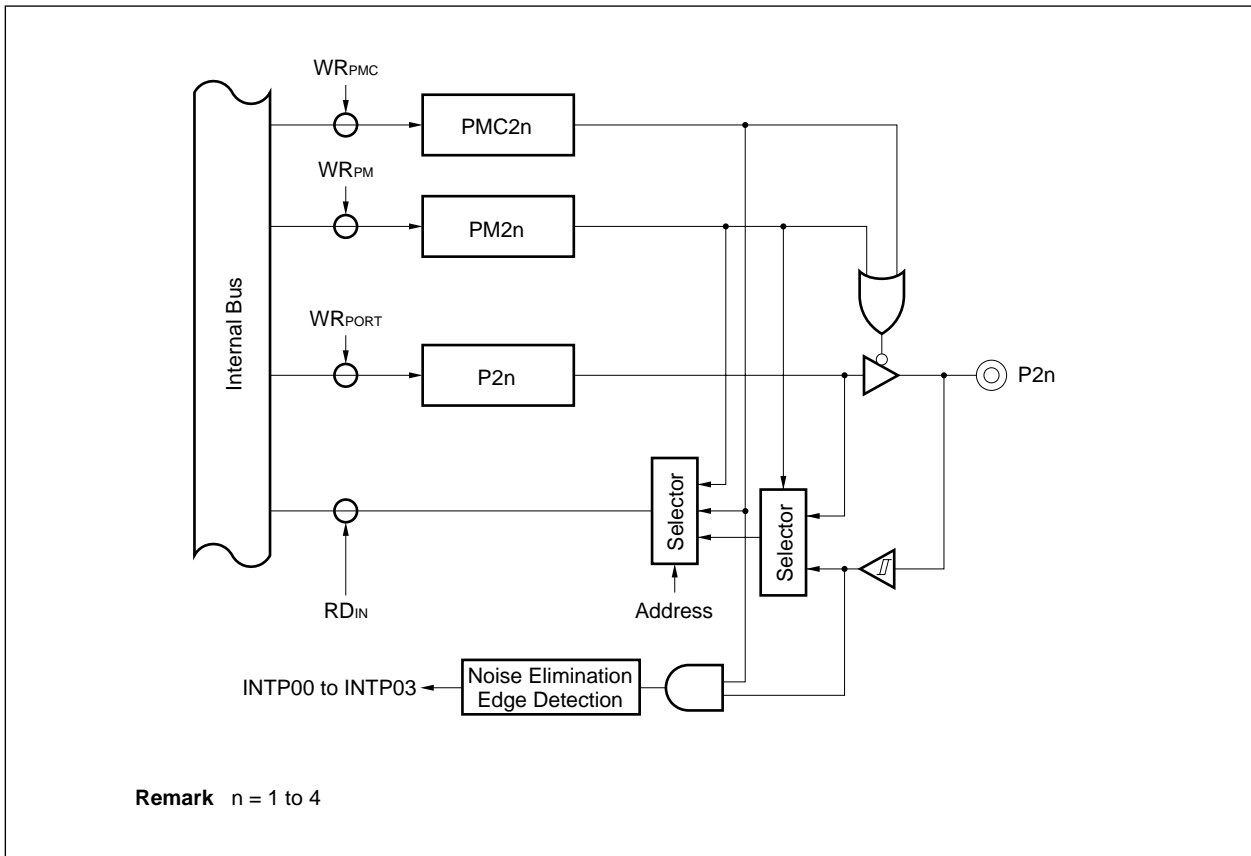 WRPMC
PMC2n
WRPM
PM2n
Internal Bus
WRPORT
P2n
P2n
Selector
Selector
RDIN
Address
INTP00 to INTP03
Noise Elimination
Edge Detection
Remark n = 1 to 4